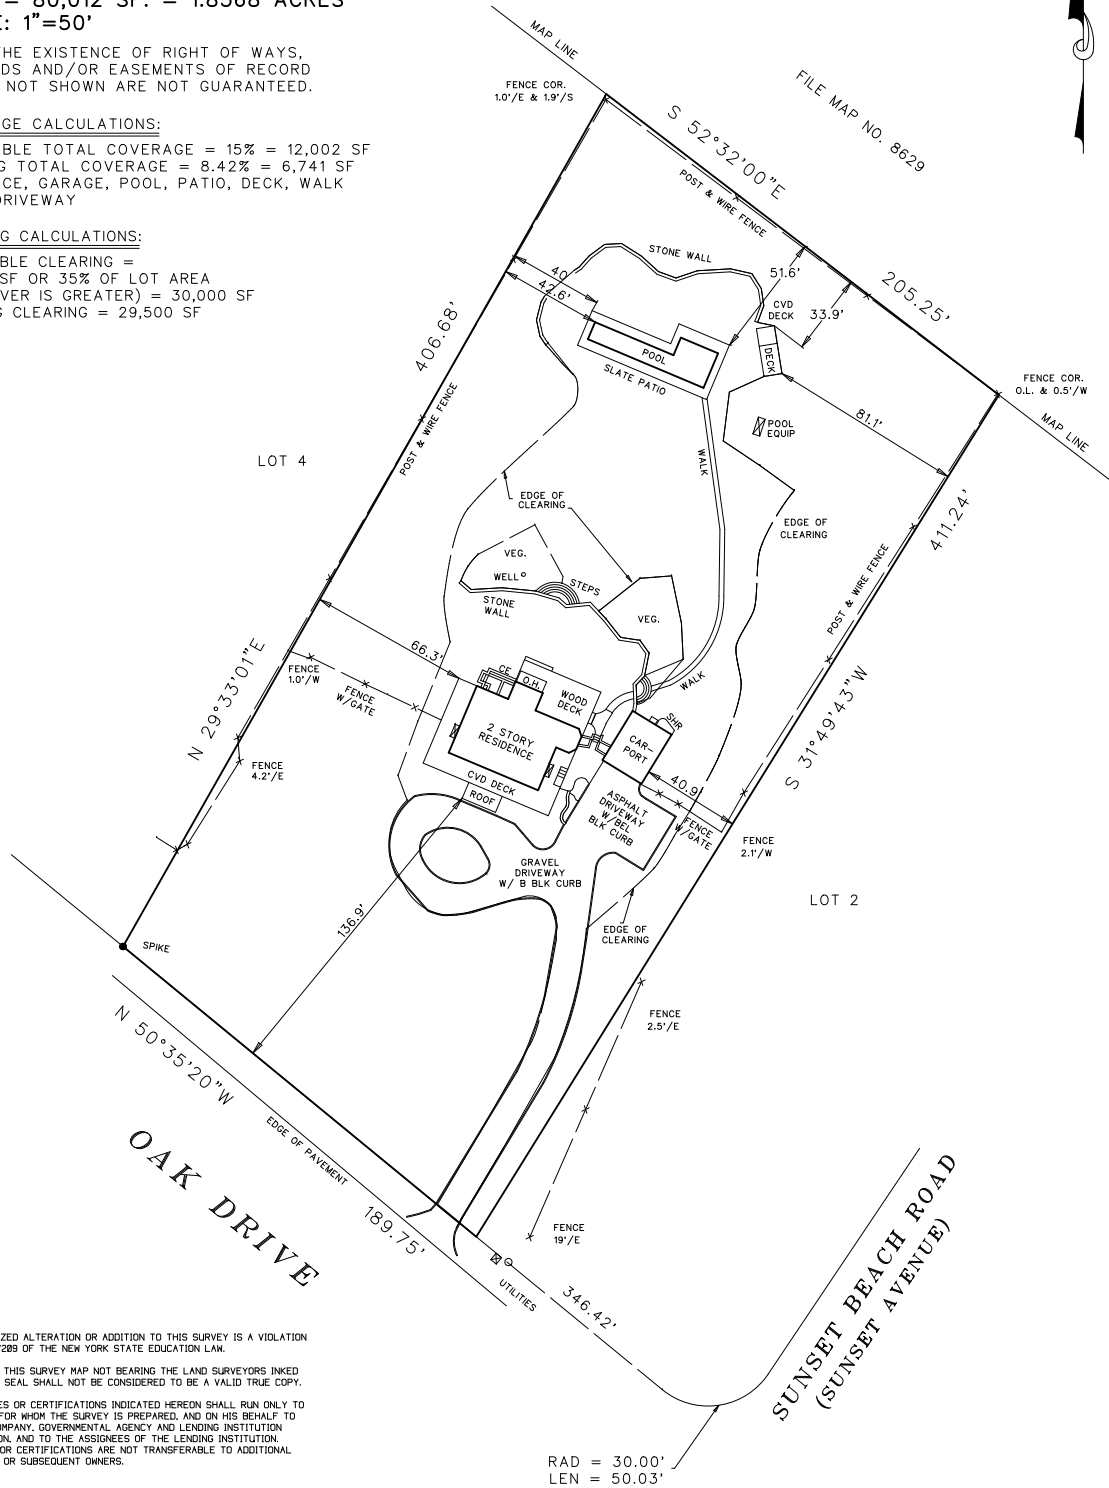 = 80,012 SF. = 1.8368 ACRES
: 1"=50'
THE EXISTENCE OF RIGHT OF WAYS,
AND/OR EASEMENTS OF RECORD
NOT SHOWN ARE NOT GUARANTEED.
CALCULATIONS:
TOTAL COVERAGE = 15% = 12,002 SF
TOTAL COVERAGE = 8.42% = 6,741 SF
GARAGE, POOL, PATIO, DECK, WALK
DRIVEWAY
CALCULATIONS:
CLEARING =
SF OR 35% OF LOT AREA
IS GREATER) = 30,000 SF
CLEARING = 29,500 SF
MAP LINE
FENCE COR.
1.0'/E & 1.9'/S
S 52°32'00"E
FILE MAP NO. 8629
POST & WIRE FENCE
205.25'
STONE WALL
51.6'
40
42.6'
CVD
DECK
33.9'
DECK
POOL
SLATE PATIO
FENCE COR.
O.L. & 0.5'/W
MAP LINE
81.1'
POOL
EQUIP
406.68'
POST & WIRE FENCE
WALK
LOT 4
EDGE OF
CLEARING
EDGE OF
CLEARING
411.24'
VEG.
WELL
STEPS
STONE
WALL
VEG.
POST & WIRE FENCE
66.3'
N 29°33'01"E
FENCE
1.0'/W
FENCE
W/GATE
CE
O.H.
WOOD
DECK
WALK
SHR
2 STORY
RESIDENCE
CAR-
PORT
S 31°49'43"W
FENCE
4.2'/E
CVD DECK
ROOF
40.9'
ASPHALT
DRIVEWAY
W/BEL
BLK CURB
FENCE
W/GATE
FENCE
2.1'/W
GRAVEL
DRIVEWAY
W/ B BLK CURB
136.9'
LOT 2
EDGE OF
CLEARING
SPIKE
FENCE
2.5'/E
N 50°35'20"W
EDGE OF PAVEMENT
OAK DRIVE
189.75'
FENCE
19'/E
UTILITIES
346.42'
SUNSET BEACH ROAD
(SUNSET AVENUE)
RAD = 30.00'
LEN = 50.03'
ALTERATION OR ADDITION TO THIS SURVEY IS A VIOLATION
OF THE NEW YORK STATE EDUCATION LAW.
THIS SURVEY MAP NOT BEARING THE LAND SURVEYORS INKED
SEAL SHALL NOT BE CONSIDERED TO BE A VALID TRUE COPY.
OR CERTIFICATIONS INDICATED HEREON SHALL RUN ONLY TO
FOR WHOM THE SURVEY IS PREPARED. AND ON HIS BEHALF TO
GOVERNMENTAL AGENCY AND LENDING INSTITUTION
AND TO THE ASSIGNEES OF THE LENDING INSTITUTION.
OR CERTIFICATIONS ARE NOT TRANSFERABLE TO ADDITIONAL
OR SUBSEQUENT OWNERS.